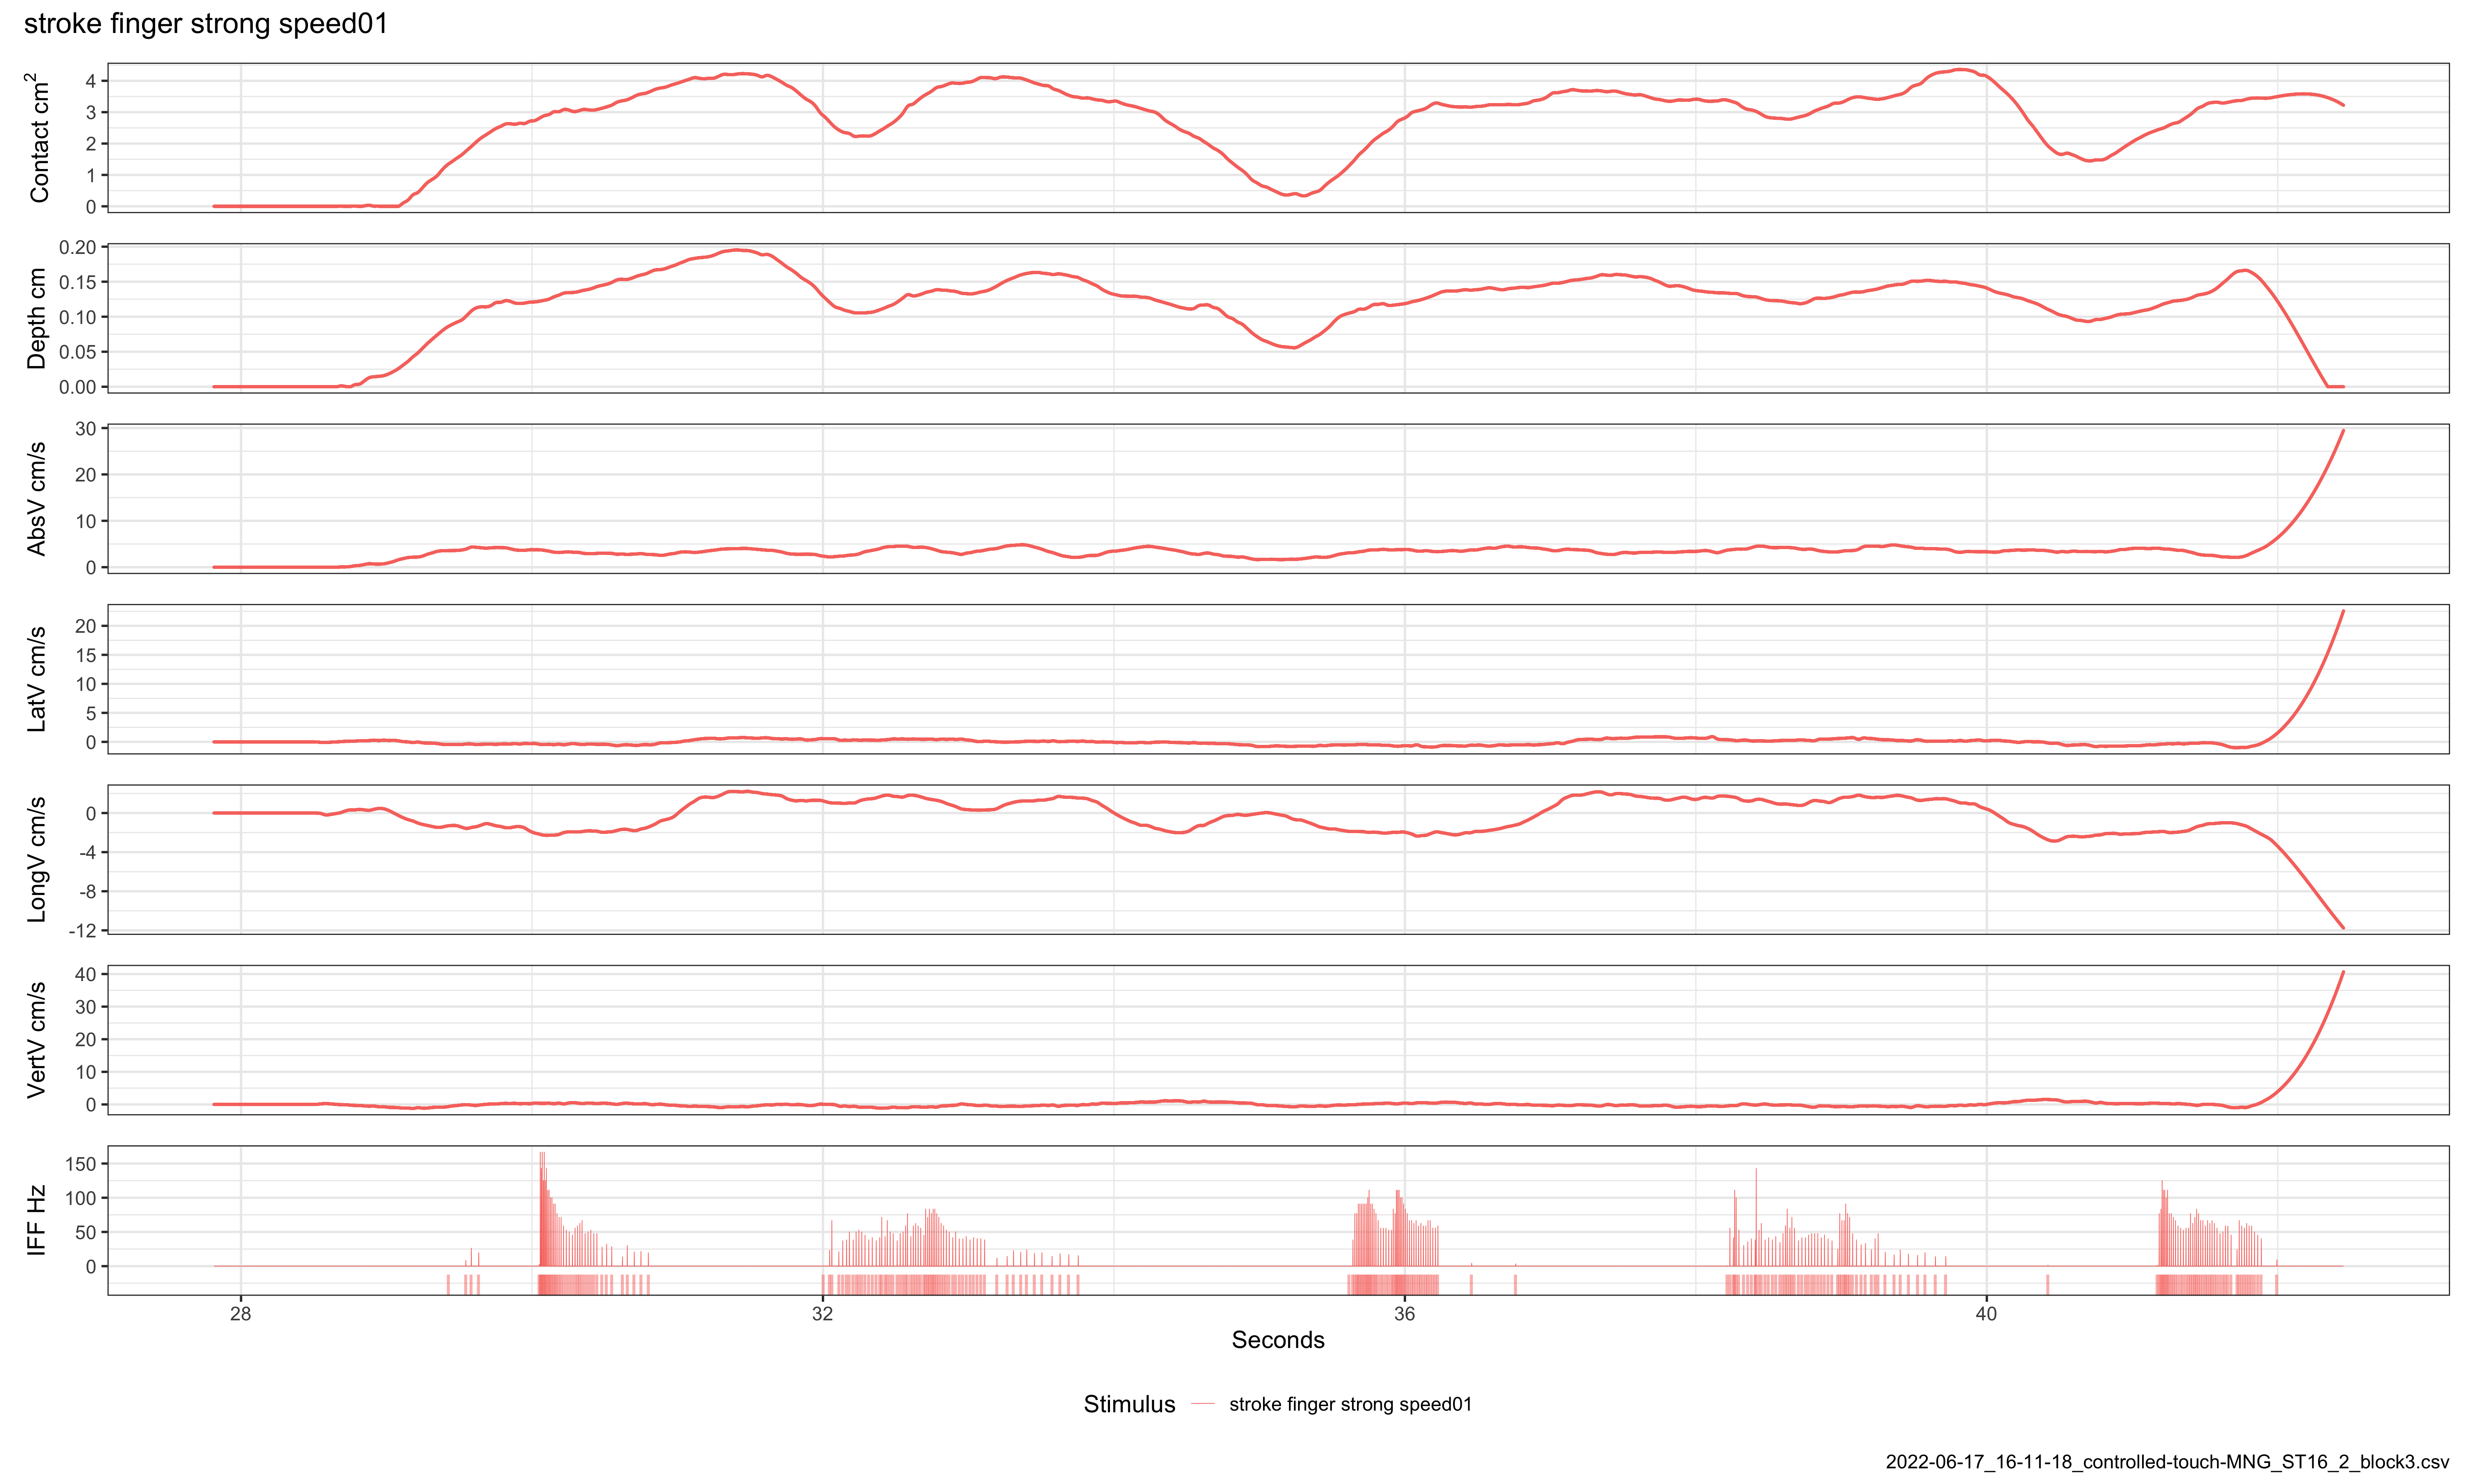 stroke finger strong speed01
Contact cm²
4
3
2
1
0
Depth cm
0.20
0.15
0.10
0.05
0.00
AbsV cm/s
30
20
10
0
LatV cm/s
20
15
10
5
0
LongV cm/s
0
-4
-8
-12
VertV cm/s
40
30
20
10
0
IFF Hz
150
100
50
0
28 32 36 40
Seconds
Stimulus stroke finger strong speed01
2022-06-17_16-11-18_controlled-touch-MNG_ST16_2_block3.csv